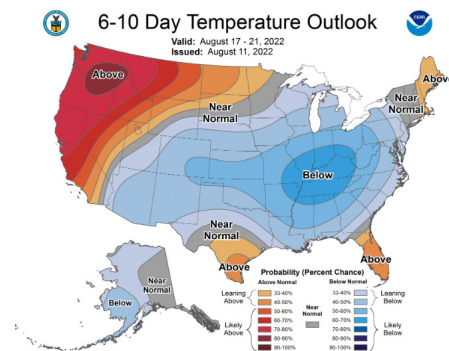 6-10 Day Temperature Outlook
Valid: August 17 - 21, 2022
Issued: August 11, 2022
NOAA
Above
Above
Near
Normal
Near
Normal
Below
Near
Normal
Above
Above
Near
Normal
Below
Probability (Percent Chance)
Above Normal
Below Normal
Leaning
Above
33-40%
40-50%
Near
Normal
33-40%
40-50%
Leaning
Below
Likely
Above
50-60%
60-70%
70-80%
80-90%
90-100%
50-60%
60-70%
70-80%
80-90%
90-100%
Likely
Below